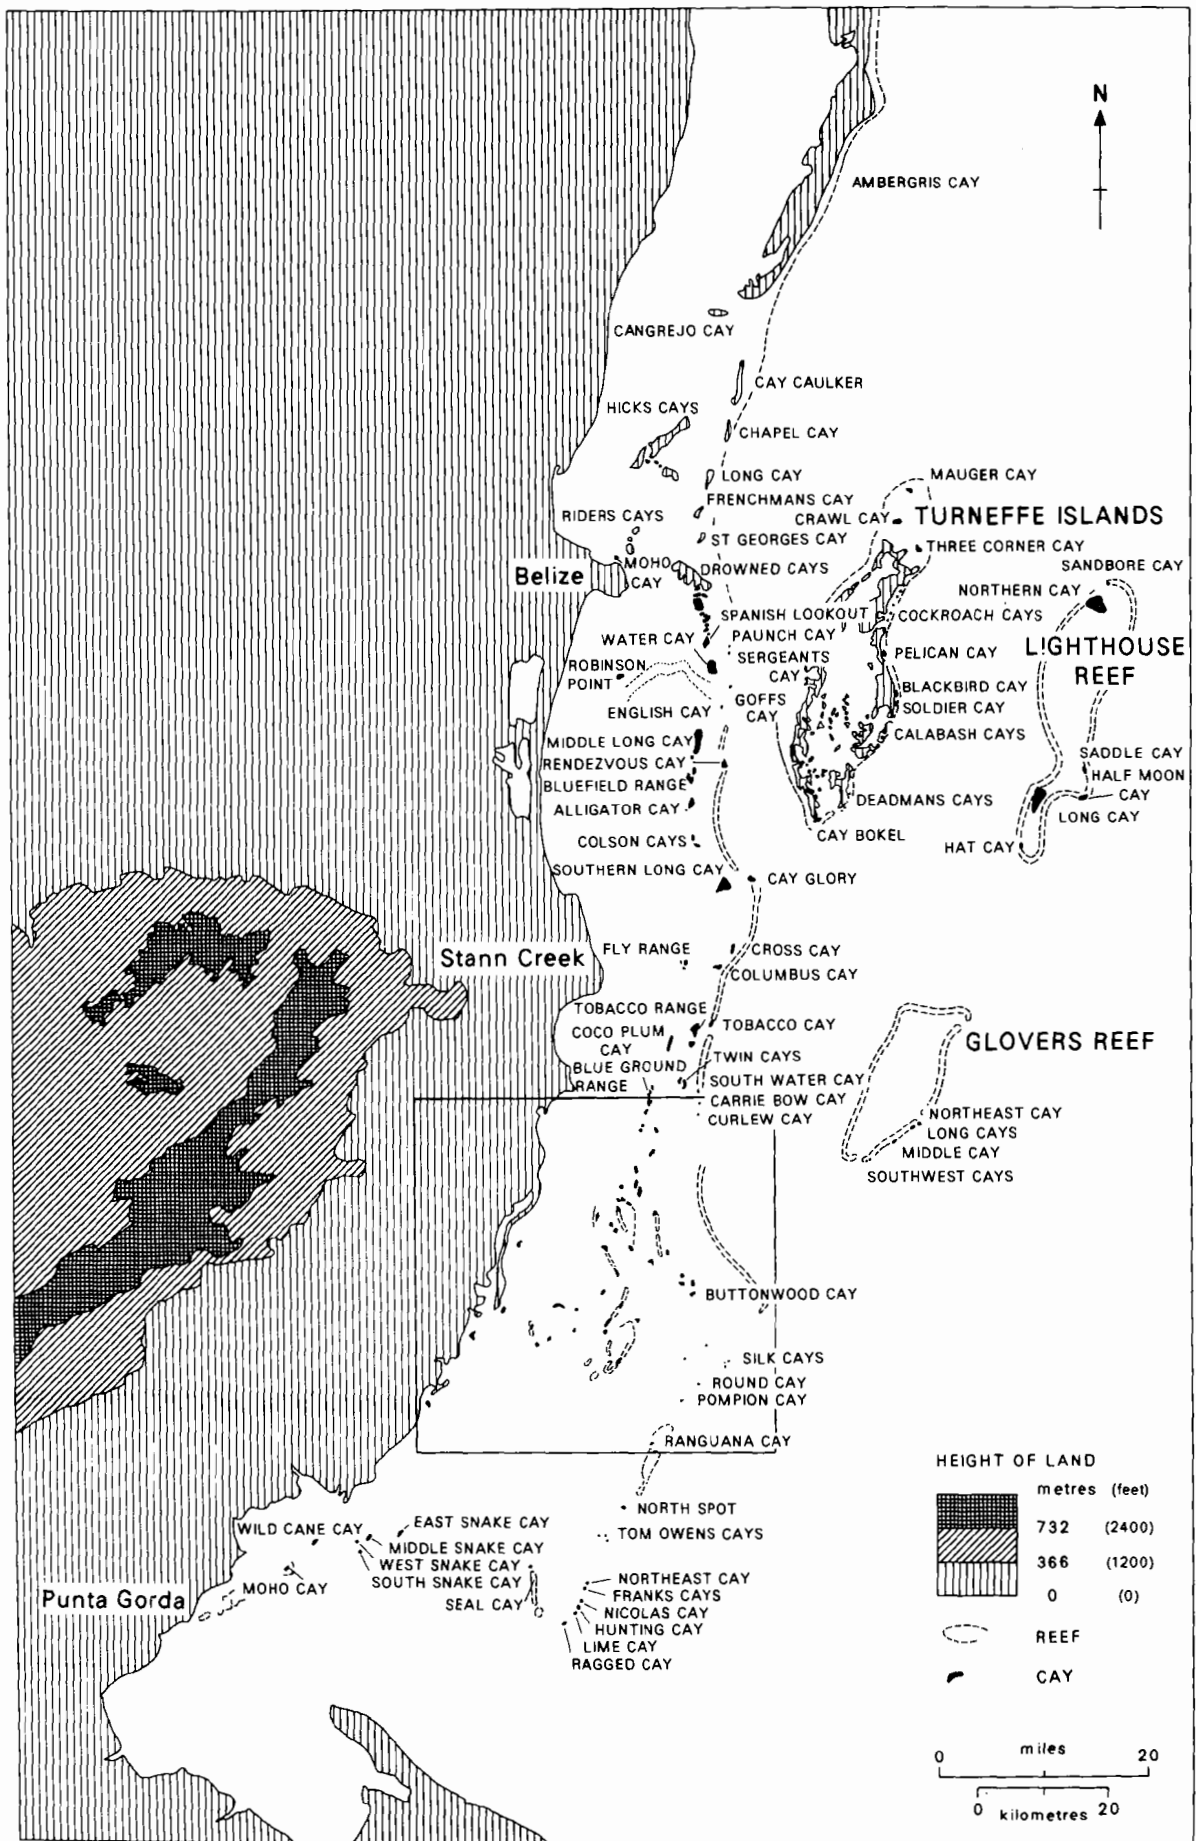 N
AMBERGRIS CAY
CANGREJO CAY
CAY CAULKER
HICKS CAYS
CHAPEL CAY
LONG CAY
MAUGER CAY
FRENCHMANS CAY
CRAWL CAY
TURNEFFE ISLANDS
RIDERS CAYS
ST GEORGES CAY
THREE CORNER CAY
SANDBORE CAY
Belize
MOHO
CAY
DROWNED CAYS
NORTHERN CAY
SPANISH LOOKOUT
COCKROACH CAYS
WATER CAY
PAUNCH CAY
LIGHTHOUSE
REEF
ROBINSON
POINT
SERGEANTS
CAY
PELICAN CAY
BLACKBIRD CAY
ENGLISH CAY
GOFFS
CAY
SOLDIER CAY
MIDDLE LONG CAY
CALABASH CAYS
RENDEZVOUS CAY
SADDLE CAY
BLUEFIELD RANGE
HALF MOON
CAY
ALLIGATOR CAY
DEADMANS CAYS
LONG CAY
COLSON CAYS
CAY BOKEL
HAT CAY
SOUTHERN LONG CAY
CAY GLORY
Stann Creek
FLY RANGE
CROSS CAY
COLUMBUS CAY
TOBACCO RANGE
COCO PLUM
CAY
TOBACCO CAY
GLOVERS REEF
BLUE GROUND
RANGE
TWIN CAYS
SOUTH WATER CAY
CARRIE BOW CAY
CURLEW CAY
NORTHEAST CAY
LONG CAYS
MIDDLE CAY
SOUTHWEST CAYS
BUTTONWOOD CAY
SILK CAYS
ROUND CAY
POMPION CAY
RANGUANA CAY
NORTH SPOT
TOM OWENS CAYS
WILD CANE CAY
EAST SNAKE CAY
MIDDLE SNAKE CAY
WEST SNAKE CAY
SOUTH SNAKE CAY
SEAL CAY
Punta Gorda
MOHO CAY
NORTHEAST CAY
FRANKS CAYS
NICOLAS CAY
HUNTING CAY
LIME CAY
RAGGED CAY
HEIGHT OF LAND
metres (feet)
732 (2400)
366 (1200)
0 (0)
REEF
CAY
miles
0 20
0 kilometres 20